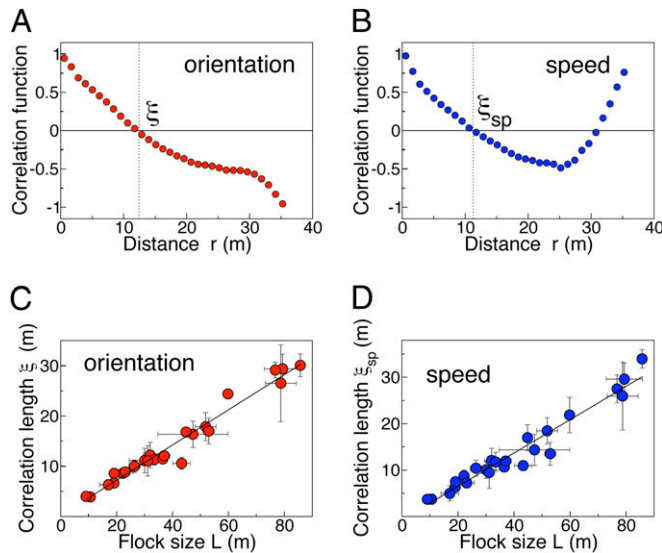 A
B
1
0.5
0
-0.5
-1
Correlation function
orientation
ξ
0 10 20 30 40
Distance r (m)
1
0.5
0
-0.5
-1
Correlation function
speed
ξsp
0 10 20 30 40
Distance r (m)
C
D
30
20
10
Correlation length ξ (m)
orientation
0 20 40 60 80
Flock size L (m)
30
20
10
Correlation length ξsp (m)
speed
0 20 40 60 80
Flock size L (m)